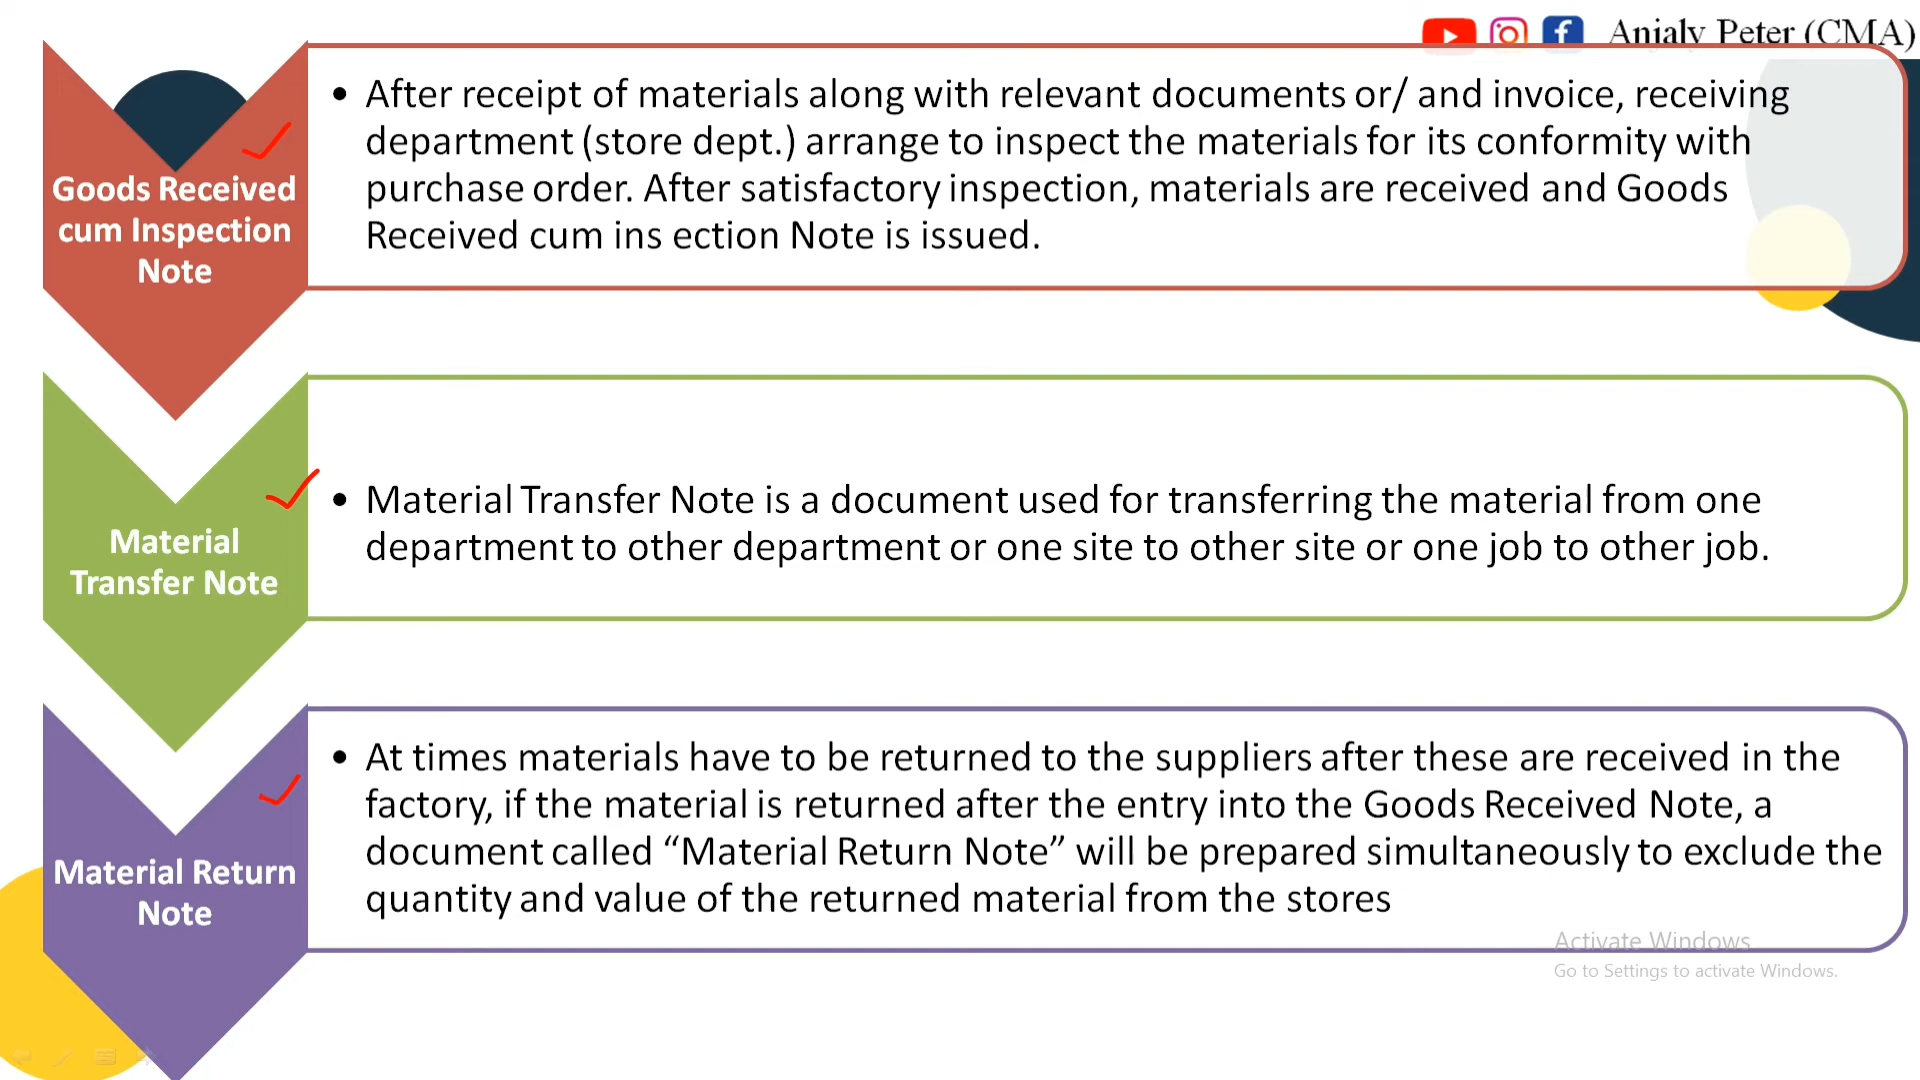 Anjaly Peter (CMA)
Goods Received
cum Inspection
Note
• After receipt of materials along with relevant documents or/ and invoice, receiving
department (store dept.) arrange to inspect the materials for its conformity with
purchase order. After satisfactory inspection, materials are received and Goods
Received cum ins ection Note is issued.
Material
Transfer Note
• Material Transfer Note is a document used for transferring the material from one
department to other department or one site to other site or one job to other job.
Material Return
Note
• At times materials have to be returned to the suppliers after these are received in the
factory, if the material is returned after the entry into the Goods Received Note, a
document called “Material Return Note” will be prepared simultaneously to exclude the
quantity and value of the returned material from the stores
Activate Windows
Go to Settings to activate Windows.